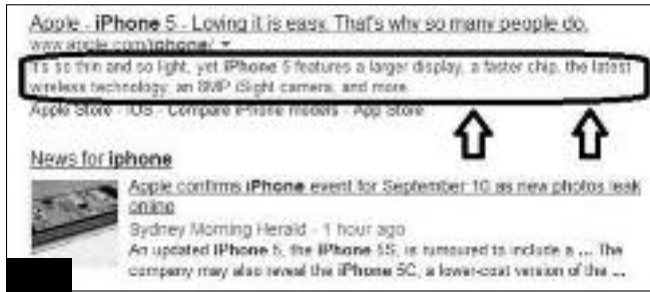 Apple - iPhone 5 - Loving it is easy. That's why so many people do.
www.apple.com/iphone/
It's so thin and so light, yet iPhone 5 features a larger display, a faster chip, the latest
wireless technology, an 8MP iSight camera, and more.
Apple Store - iOS - Compare iPhone models - App Store
News for iphone
Apple confirms iPhone event for September 10 as new photos leak
online
Sydney Morning Herald - 1 hour ago
An updated iPhone 5, the iPhone 5S, is rumoured to include a ... The
company may also reveal the iPhone 5C, a lower-cost version of the ...